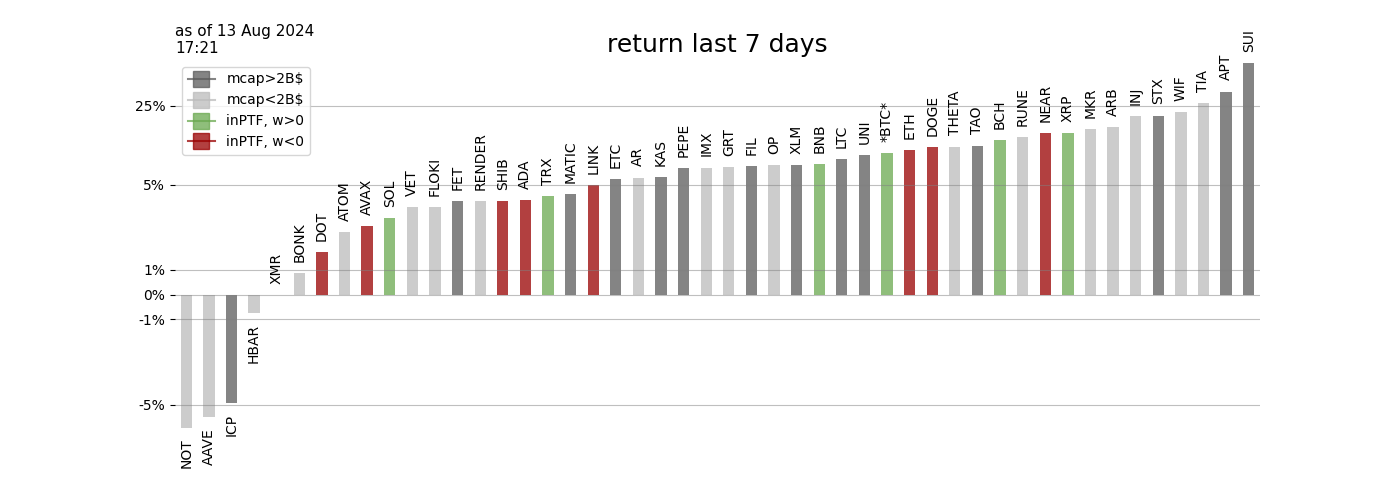 as of 13 Aug 2024
17:21
return last 7 days
mcap>2B$
mcap<2B$
inPTF, w>0
inPTF, w<0
25%
5%
1%
0%
-1%
-5%
NOT
AAVE
ICP
HBAR
XMR
BONK
DOT
ATOM
AVAX
SOL
VET
FLOKI
FET
RENDER
SHIB
ADA
TRX
MATIC
LINK
ETC
AR
KAS
PEPE
IMX
GRT
FIL
OP
XLM
BNB
LTC
UNI
*BTC*
ETH
DOGE
THETA
TAO
BCH
RUNE
NEAR
XRP
MKR
ARB
INJ
STX
WIF
TIA
APT
SUI